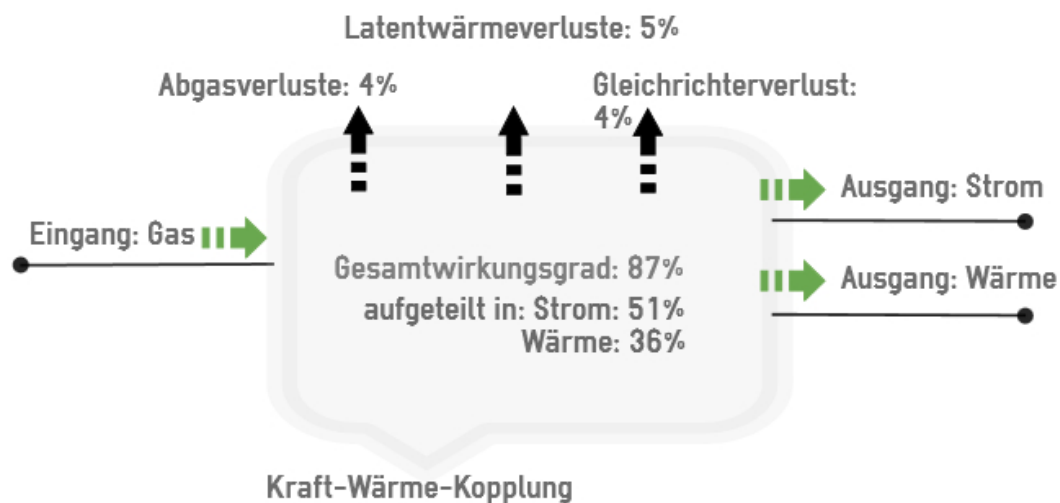 Latentwärmeverluste: 5%
Abgasverluste: 4%
Gleichrichterverlust:
4%
Ausgang: Strom
Eingang: Gas
Gesamtwirkungsgrad: 87%
Ausgang: Wärme
aufgeteilt in: Strom: 51%
Wärme: 36%
Kraft-Wärme-Kopplung